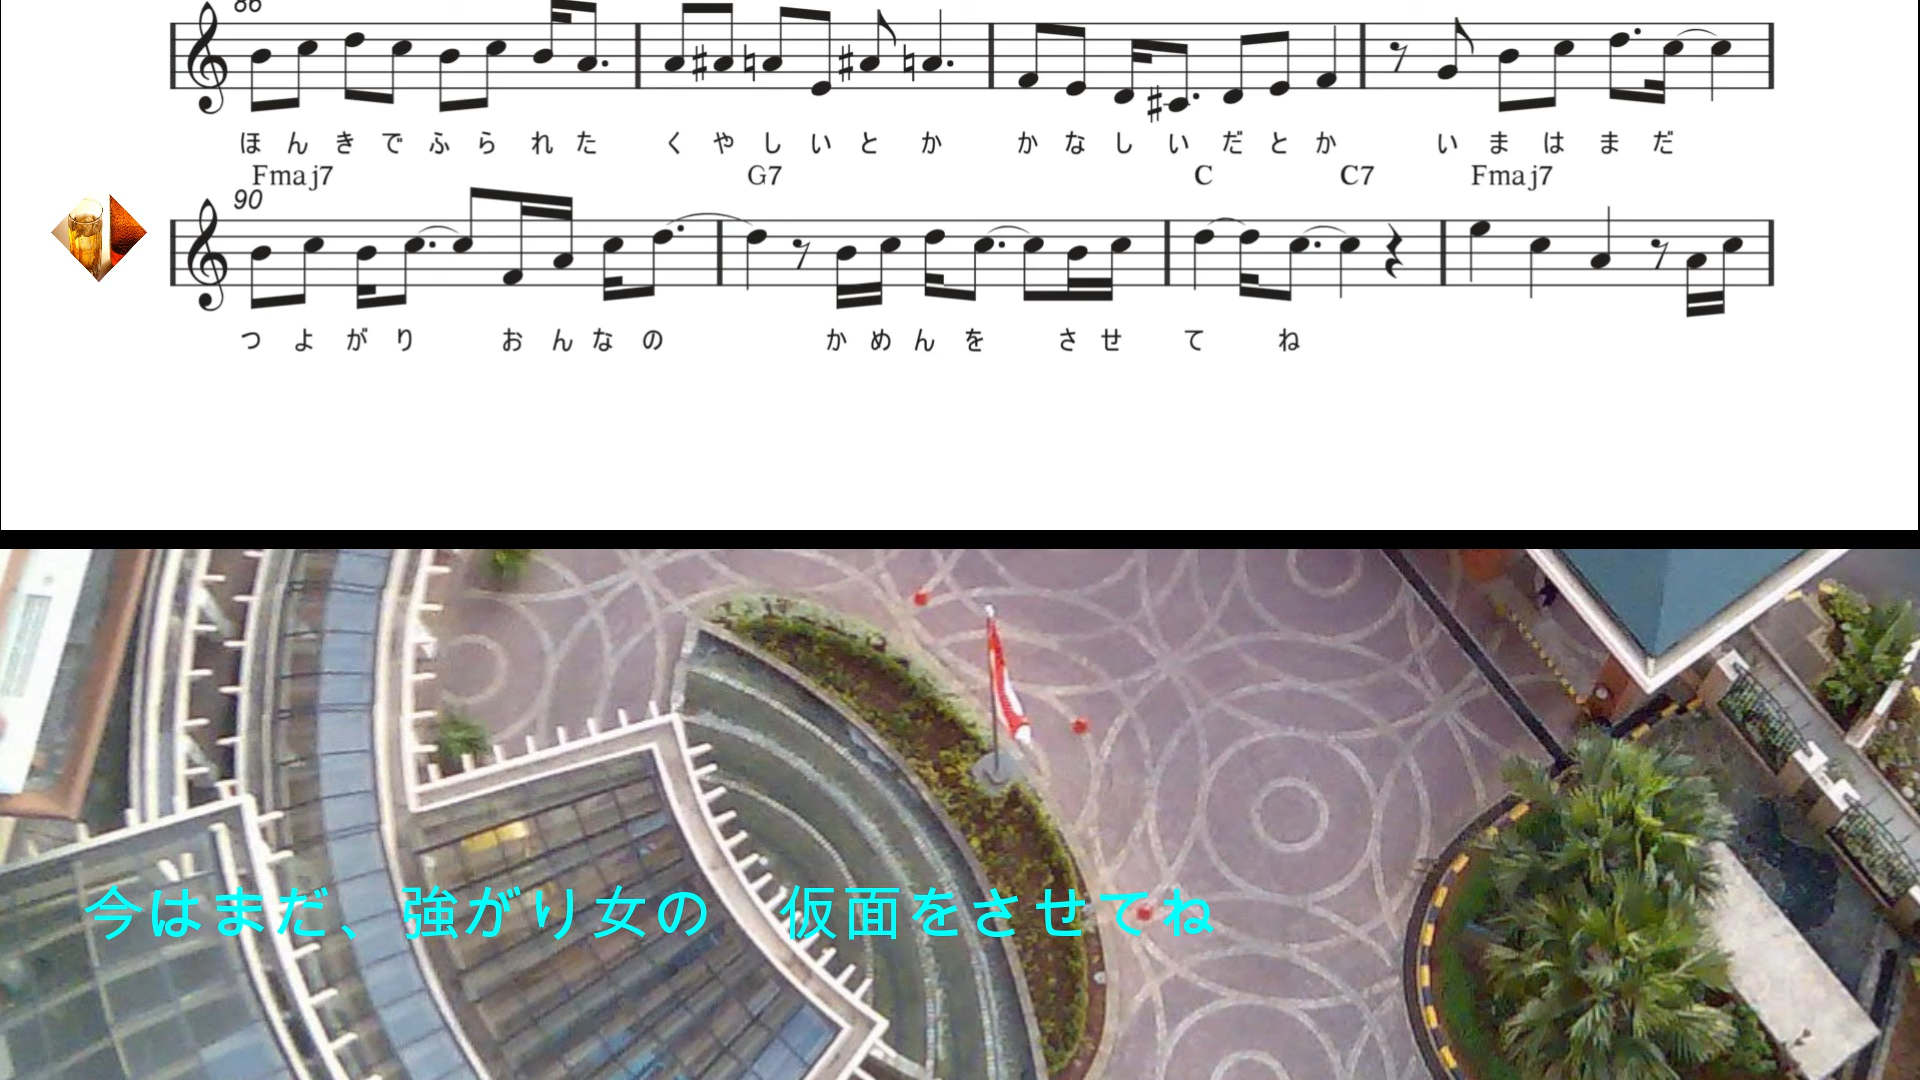 86
ほんきでふられた くやしいとか かなしいだとか いまはまだ
Fmaj7 G7 C C7 Fmaj7
90
つよがり おんなの かめんを させ て ね
今はまだ、強がり女の 仮面をさせてね